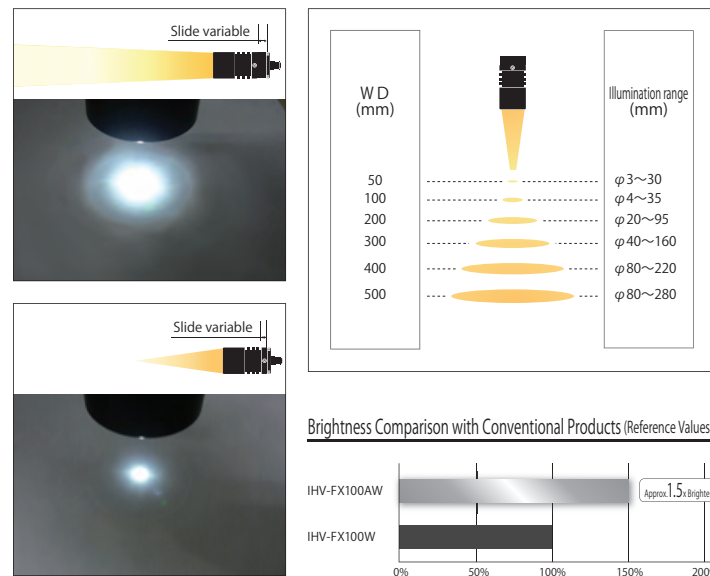 Slide variable
Slide variable
W D
(mm)
Illumination range
(mm)
50 φ3～30
100 φ4～35
200 φ20～95
300 φ40～160
400 φ80～220
500 φ80～280
Brightness Comparison with Conventional Products (Reference Values
IHV-FX100AW
Approx.1.5x Brighte
IHV-FX100W
0% 50% 100% 150% 200